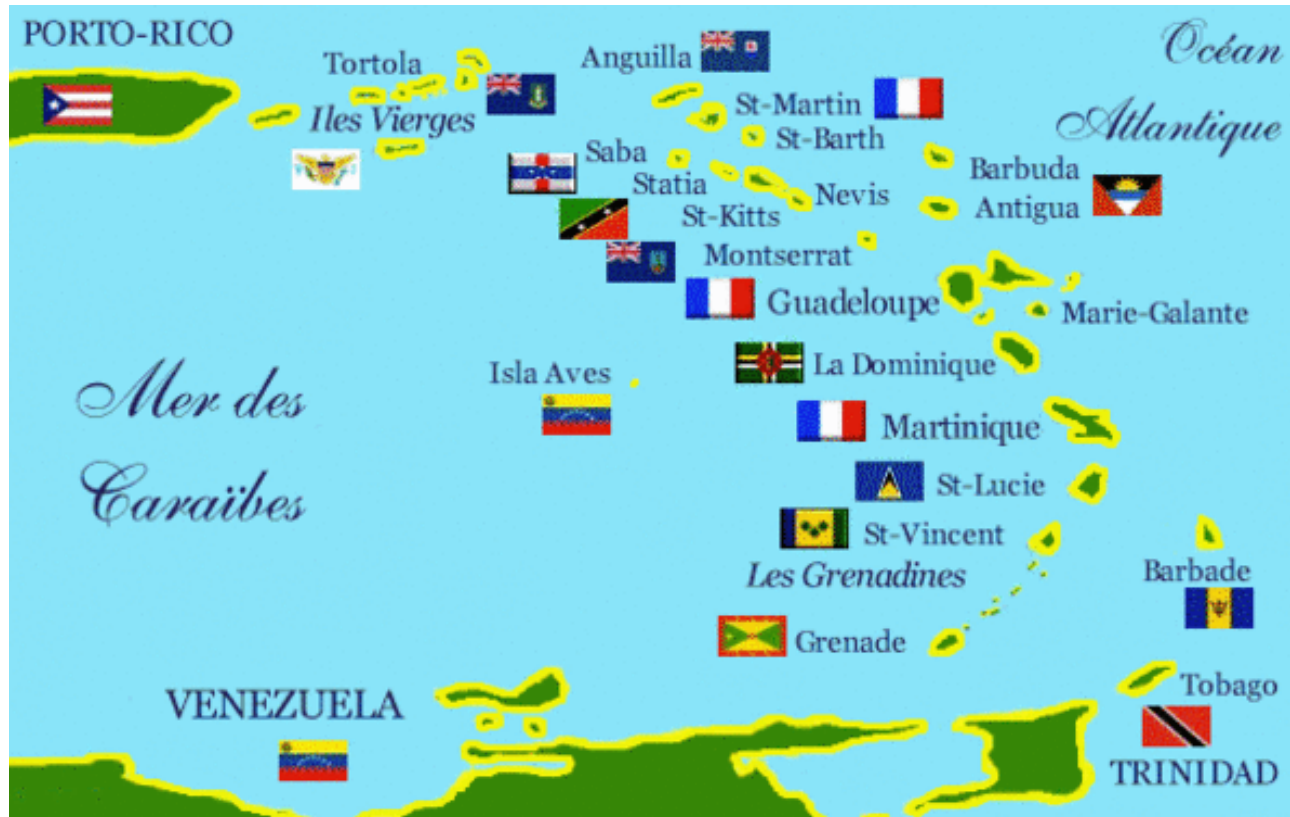 PORTO-RICO
Tortola
Iles Vierges
Anguilla
St-Martin
St-Barth
Océan
Atlantique
Saba
Statia
St-Kitts
Nevis
Barbuda
Antigua
Montserrat
Guadeloupe
Marie-Galante
Isla Aves
La Dominique
Mer des
Caraïbes
Martinique
St-Lucie
St-Vincent
Les Grenadines
Barbade
Grenade
VENEZUELA
Tobago
TRINIDAD